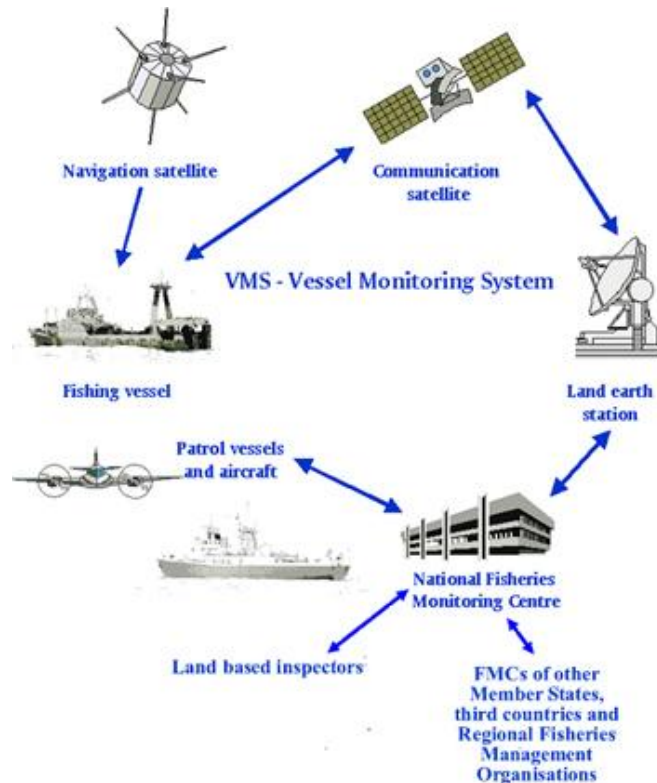 Navigation satellite
Communication
satellite
VMS - Vessel Monitoring System
Fishing vessel
Land earth
station
Patrol vessels
and aircraft
National Fisheries
Monitoring Centre
Land based inspectors
FMCs of other
Member States,
third countries and
Regional Fisheries
Management
Organisations